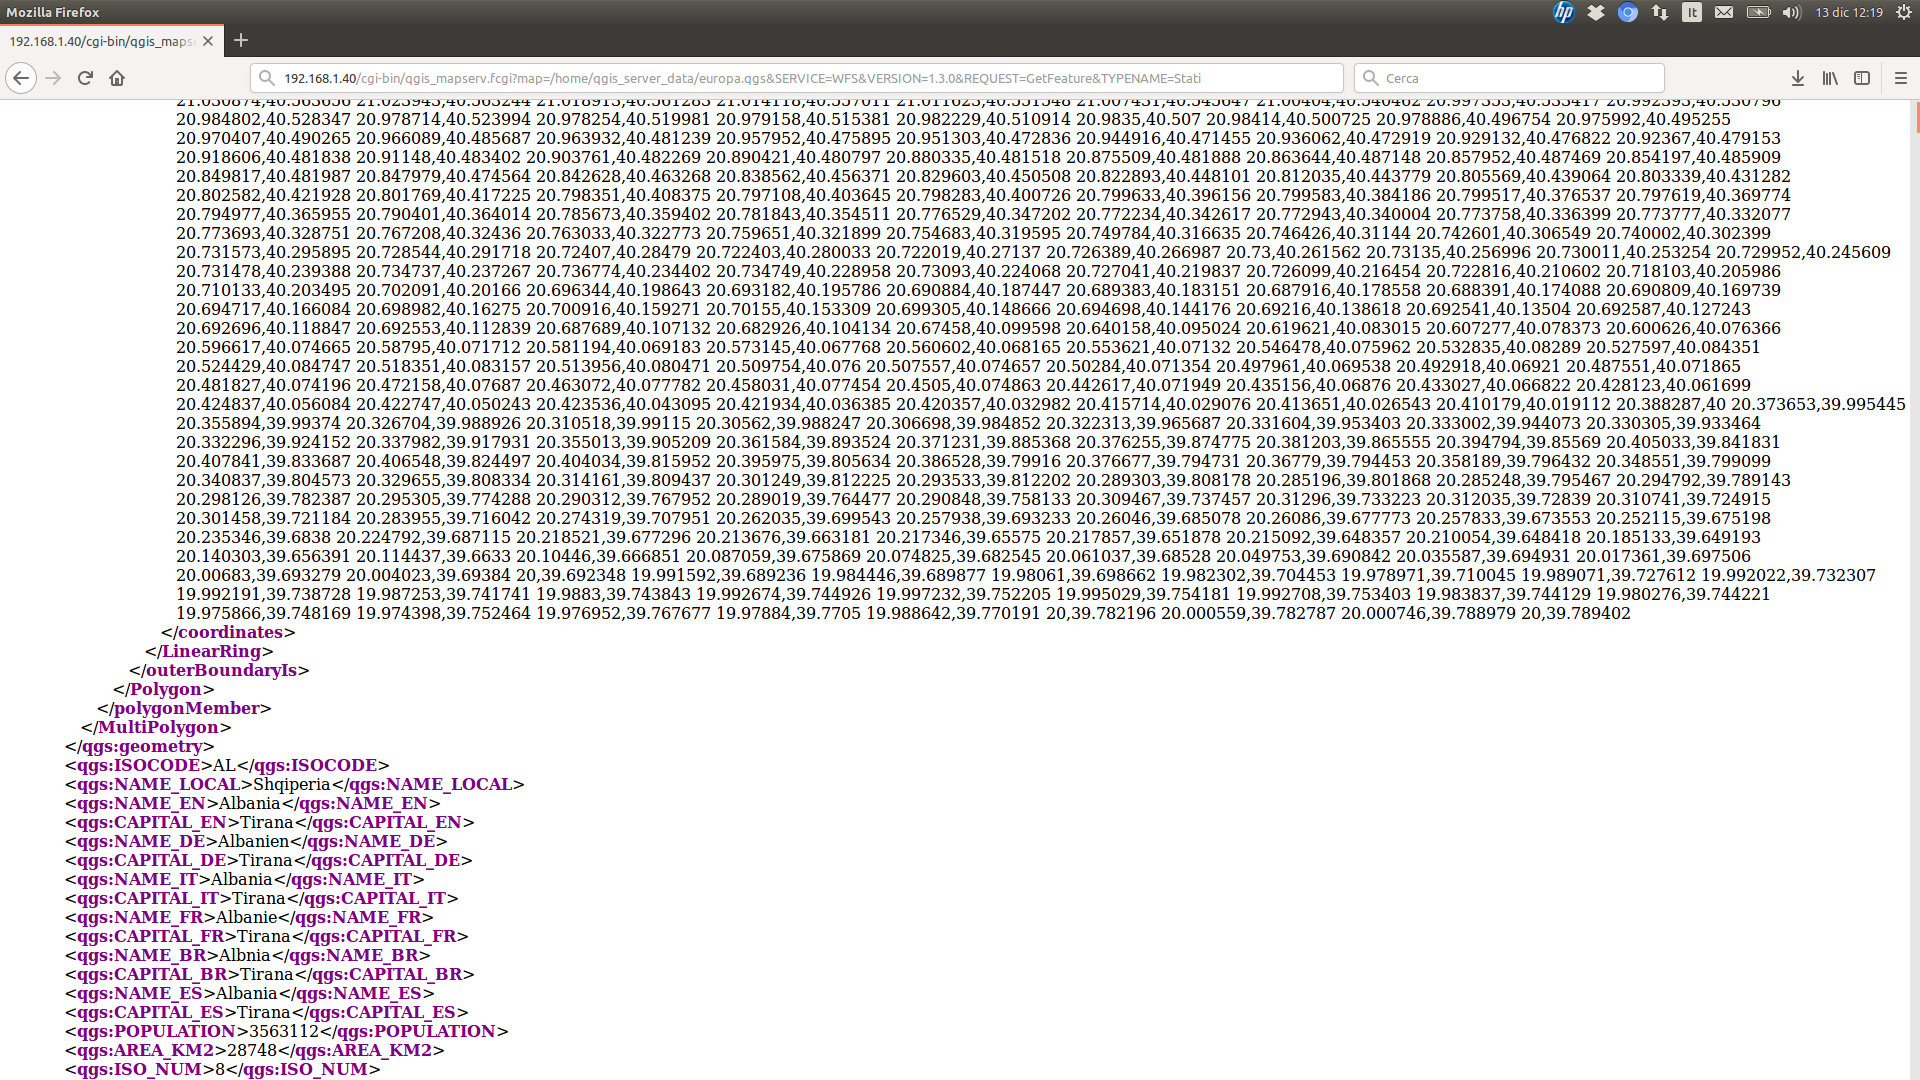 Mozilla Firefox
It
13 dic 12:19
192.168.1.40/cgi-bin/qgis_maps
192.168.1.40/cgi-bin/qgis_mapserv.fcgi?map=/home/qgis_server_data/europa.qgs&SERVICE=WFS&VERSION=1.3.0&REQUEST=GetFeature&TYPENAME=Stati
Cerca
20.984802,40.528347 20.978714,40.523994 20.978254,40.519981 20.979158,40.515381 20.982229,40.510914 20.9835,40.507 20.98414,40.500725 20.978886,40.496754 20.975992,40.495255
20.970407,40.490265 20.966089,40.485687 20.963932,40.481239 20.957952,40.475895 20.951303,40.472836 20.944916,40.471455 20.936062,40.472919 20.929132,40.476822 20.92367,40.479153
20.918606,40.481838 20.91148,40.483402 20.903761,40.482269 20.890421,40.480797 20.880335,40.481518 20.875509,40.481888 20.863644,40.487148 20.857952,40.487469 20.854197,40.485909
20.849817,40.481987 20.847979,40.474564 20.842628,40.463268 20.838562,40.456371 20.829603,40.450508 20.822893,40.448101 20.812035,40.443779 20.805569,40.439064 20.803339,40.431282
20.802582,40.421928 20.801769,40.417225 20.798351,40.408375 20.797108,40.403645 20.798283,40.400726 20.799633,40.396156 20.799583,40.384186 20.799517,40.376537 20.797619,40.369774
20.794977,40.365955 20.790401,40.364014 20.785673,40.359402 20.781843,40.354511 20.776529,40.347202 20.772234,40.342617 20.772943,40.340004 20.773758,40.336399 20.773777,40.332077
20.773693,40.328751 20.767208,40.32436 20.763033,40.322773 20.759651,40.321899 20.754683,40.319595 20.749784,40.316635 20.746426,40.31144 20.742601,40.306549 20.740002,40.302399
20.731573,40.295895 20.728544,40.291718 20.72407,40.28479 20.722403,40.280033 20.722019,40.27137 20.726389,40.266987 20.73,40.261562 20.73135,40.256996 20.730011,40.253254 20.729952,40.245609
20.731478,40.239388 20.734737,40.237267 20.736774,40.234402 20.734749,40.228958 20.73093,40.224068 20.727041,40.219837 20.726099,40.216454 20.722816,40.210602 20.718103,40.205986
20.710133,40.203495 20.702091,40.20166 20.696344,40.198643 20.693182,40.195786 20.690884,40.187447 20.689383,40.183151 20.687916,40.178558 20.688391,40.174088 20.690809,40.169739
20.694717,40.166084 20.698982,40.16275 20.700916,40.159271 20.70155,40.153309 20.699305,40.148666 20.694698,40.144176 20.69216,40.138618 20.692541,40.13504 20.692587,40.127243
20.692696,40.118847 20.692553,40.112839 20.687689,40.107132 20.682926,40.104134 20.67458,40.099598 20.640158,40.095024 20.619621,40.083015 20.607277,40.078373 20.600626,40.076366
20.596617,40.074665 20.58795,40.071712 20.581194,40.069183 20.573145,40.067768 20.560602,40.068165 20.553621,40.07132 20.546478,40.075962 20.532835,40.08289 20.527597,40.084351
20.524429,40.084747 20.518351,40.083157 20.513956,40.080471 20.509754,40.076 20.507557,40.074657 20.50284,40.071354 20.497961,40.069538 20.492918,40.06921 20.487551,40.071865
20.481827,40.074196 20.472158,40.07687 20.463072,40.077782 20.458031,40.077454 20.4505,40.074863 20.442617,40.071949 20.435156,40.06876 20.433027,40.066822 20.428123,40.061699
20.424837,40.056084 20.422747,40.050243 20.423536,40.043095 20.421934,40.036385 20.420357,40.032982 20.415714,40.029076 20.413651,40.026543 20.410179,40.019112 20.388287,40 20.373653,39.995445
20.355894,39.99374 20.326704,39.988926 20.310518,39.99115 20.30562,39.988247 20.306698,39.984852 20.322313,39.965687 20.331604,39.953403 20.333002,39.944073 20.330305,39.933464
20.332296,39.924152 20.337982,39.917931 20.355013,39.905209 20.361584,39.893524 20.371231,39.885368 20.376255,39.874775 20.381203,39.865555 20.394794,39.85569 20.405033,39.841831
20.407841,39.833687 20.406548,39.824497 20.404034,39.815952 20.395975,39.805634 20.386528,39.79916 20.376677,39.794731 20.36779,39.794453 20.358189,39.796432 20.348551,39.799099
20.340837,39.804573 20.329655,39.808334 20.314161,39.809437 20.301249,39.812225 20.293533,39.812202 20.289303,39.808178 20.285196,39.801868 20.285248,39.795467 20.294792,39.789143
20.298126,39.782387 20.295305,39.774288 20.290312,39.767952 20.289019,39.764477 20.290848,39.758133 20.309467,39.737457 20.31296,39.733223 20.312035,39.72839 20.310741,39.724915
20.301458,39.721184 20.283955,39.716042 20.274319,39.707951 20.262035,39.699543 20.257938,39.693233 20.26046,39.685078 20.26086,39.677773 20.257833,39.673553 20.252115,39.675198
20.235346,39.6838 20.224792,39.687115 20.218521,39.677296 20.213676,39.663181 20.217346,39.65575 20.217857,39.651878 20.215092,39.648357 20.210054,39.648418 20.185133,39.649193
20.140303,39.656391 20.114437,39.6633 20.10446,39.666851 20.087059,39.675869 20.074825,39.682545 20.061037,39.68528 20.049753,39.690842 20.035587,39.694931 20.017361,39.697506
20.00683,39.693279 20.004023,39.69384 20,39.692348 19.991592,39.689236 19.984446,39.689877 19.98061,39.698662 19.982302,39.704453 19.978971,39.710045 19.989071,39.727612 19.992022,39.732307
19.992191,39.738728 19.987253,39.741741 19.9883,39.743843 19.992674,39.744926 19.997232,39.752205 19.995029,39.754181 19.992708,39.753403 19.983837,39.744129 19.980276,39.744221
19.975866,39.748169 19.974398,39.752464 19.976952,39.767677 19.97884,39.7705 19.988642,39.770191 20,39.782196 20.000559,39.782787 20.000746,39.788979 20,39.789402
</coordinates>
</LinearRing>
</outerBoundaryIs>
</Polygon>
</polygonMember>
</MultiPolygon>
</qgs:geometry>
<qgs:ISOCODE>AL</qgs:ISOCODE>
<qgs:NAME_LOCAL>Shqiperia</qgs:NAME_LOCAL>
<qgs:NAME_EN>Albania</qgs:NAME_EN>
<qgs:CAPITAL_EN>Tirana</qgs:CAPITAL_EN>
<qgs:NAME_DE>Albanien</qgs:NAME_DE>
<qgs:CAPITAL_DE>Tirana</qgs:CAPITAL_DE>
<qgs:NAME_IT>Albania</qgs:NAME_IT>
<qgs:CAPITAL_IT>Tirana</qgs:CAPITAL_IT>
<qgs:NAME_FR>Albanie</qgs:NAME_FR>
<qgs:CAPITAL_FR>Tirana</qgs:CAPITAL_FR>
<qgs:NAME_BR>Albnia</qgs:NAME_BR>
<qgs:CAPITAL_BR>Tirana</qgs:CAPITAL_BR>
<qgs:NAME_ES>Albania</qgs:NAME_ES>
<qgs:CAPITAL_ES>Tirana</qgs:CAPITAL_ES>
<qgs:POPULATION>3563112</qgs:POPULATION>
<qgs:AREA_KM2>28748</qgs:AREA_KM2>
<qgs:ISO_NUM>8</qgs:ISO_NUM>